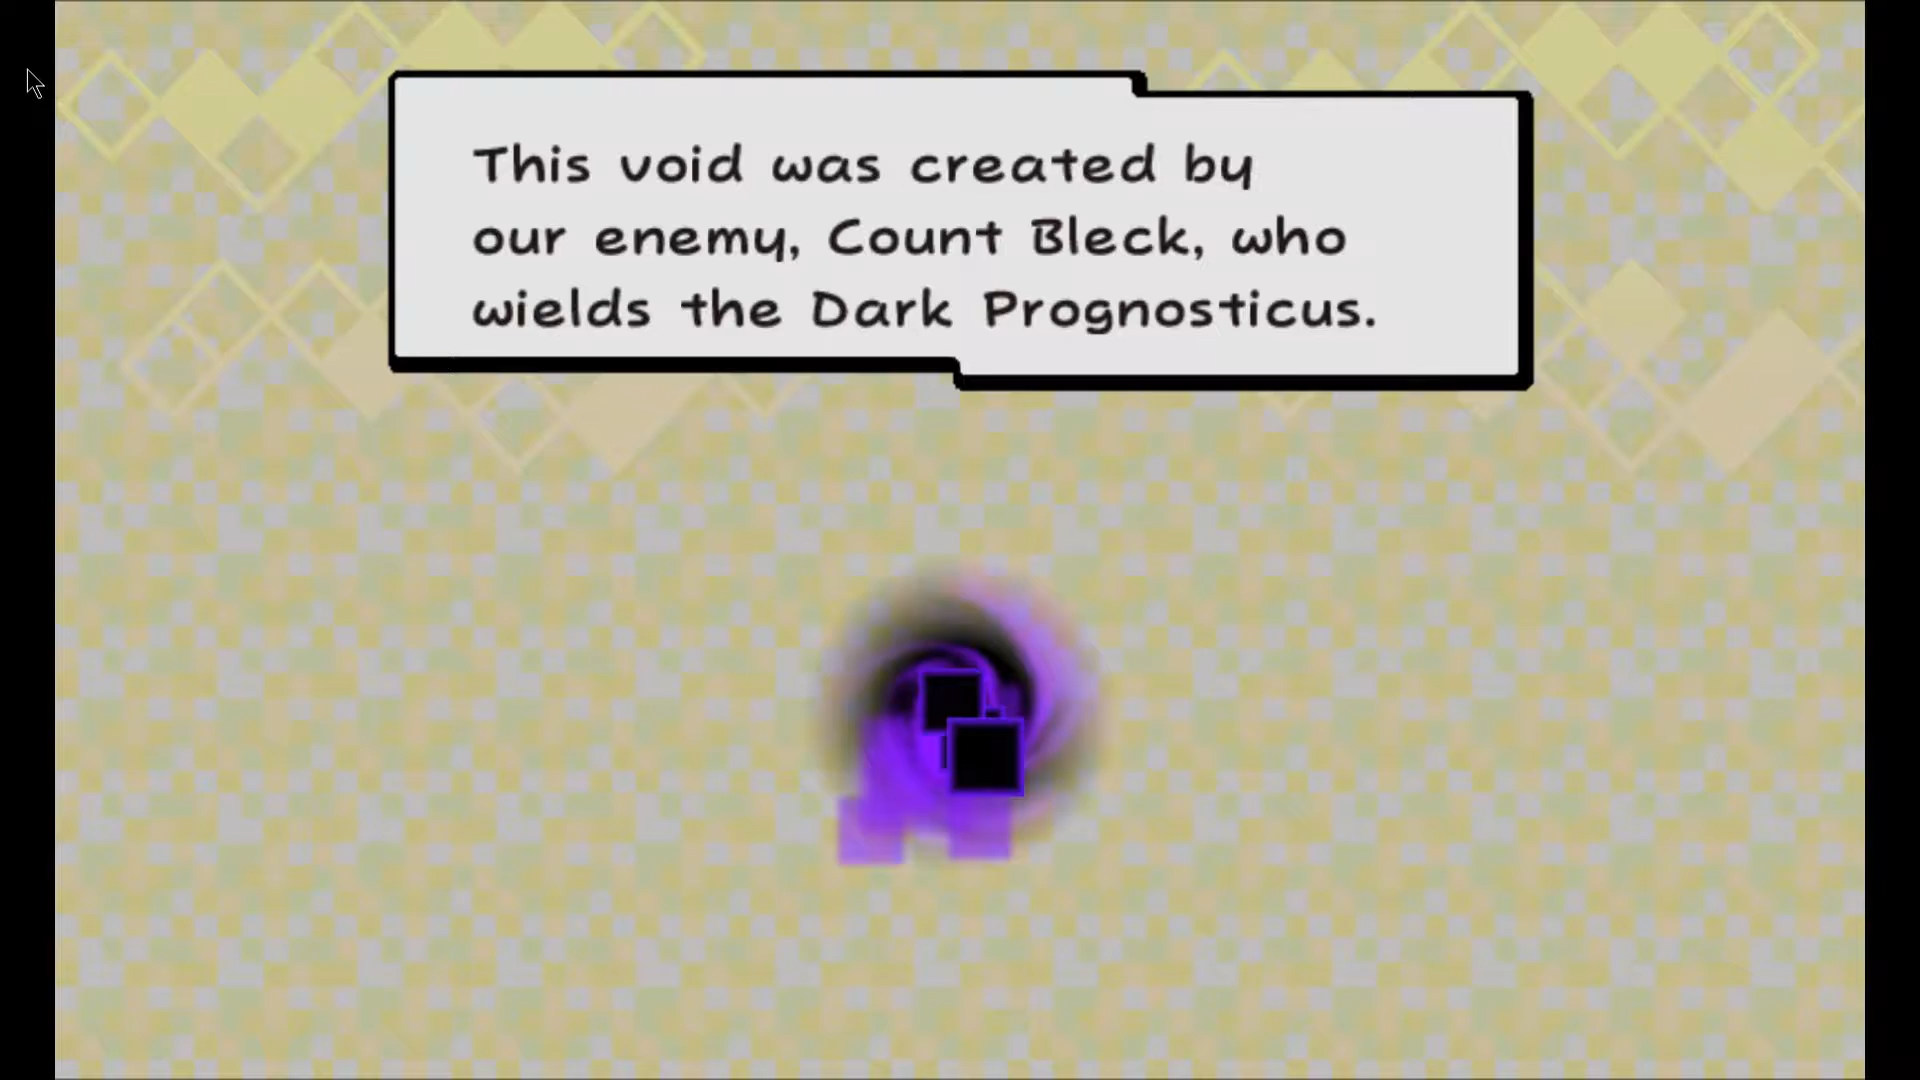 This void was created by
our enemy, Count Bleck, who
wields the Dark Prognosticus.